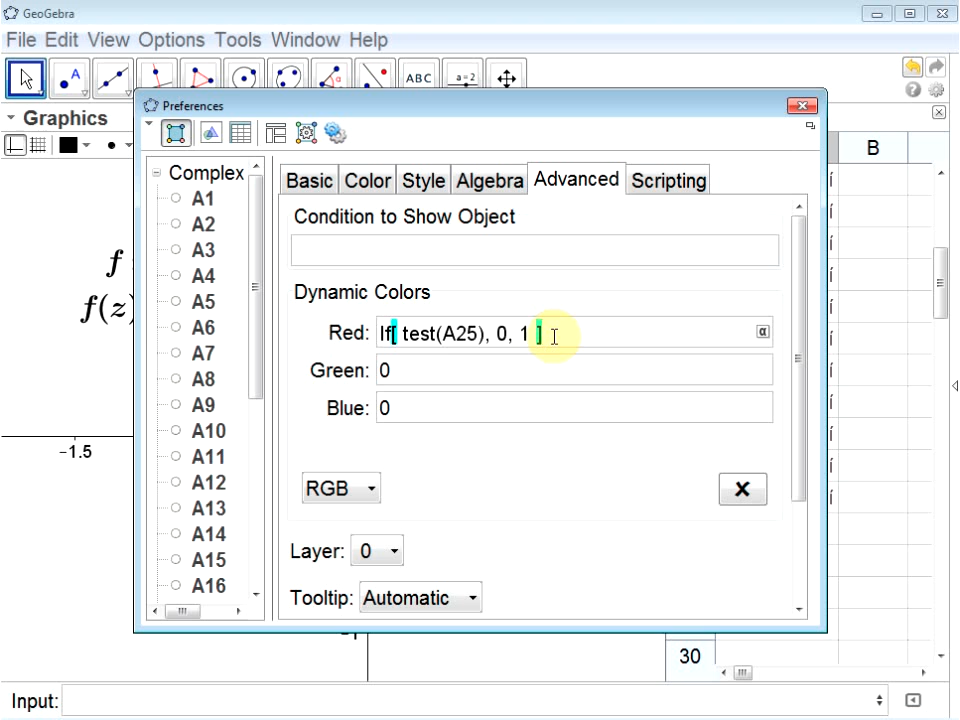 GeoGebra
File Edit View Options Tools Window Help
ABC
a=2
Preferences
Graphics
B
Complex
A1
A2
A3
A4
A5
A6
A7
A8
A9
A10
A11
A12
A13
A14
A15
A16
Basic Color Style Algebra Advanced Scripting
Condition to Show Object
Dynamic Colors
Red: If[ test(A25), 0, 1 ] α
Green: 0
Blue: 0
RGB
Layer: 0
Tooltip: Automatic
f
f(z)
−1.5
30
Input: